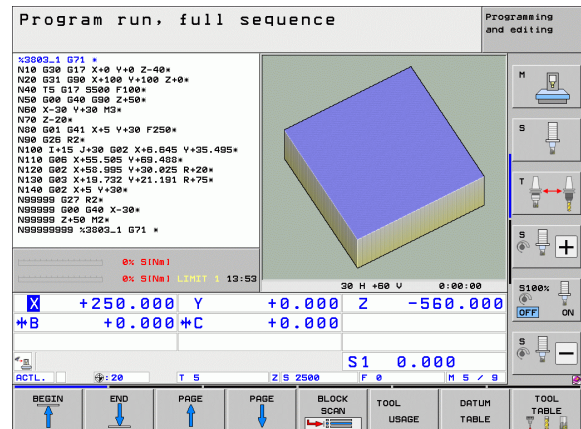 Program run, full sequence
Programming
and editing
%3803_1 G71 *
N10 G30 G17 X+0 Y+0 Z-40*
N20 G31 G90 X+100 Y+100 Z+0*
N40 T5 G17 S500 F100*
N50 G00 G40 G90 Z+50*
N60 X-30 Y+30 M3*
N70 Z-20*
N80 G01 G41 X+5 Y+30 F250*
N90 G26 R2*
N100 I+15 J+30 G02 X+6.645 Y+35.495*
N110 G06 X+55.505 Y+69.488*
N120 G02 X+58.995 Y+30.025 R+20*
N130 G03 X+19.732 Y+21.191 R+75*
N140 G02 X+5 Y+30*
N99999 G27 R2*
N99999 G00 G40 X-30*
N99999 Z+50 M2*
N99999999 %3803_1 G71 *
0% S[Nm]
0% S[Nm] LIMIT 1 13:53
30 H +60 V 0:00:00
X +250.000 Y +0.000 Z -560.000
B +0.000 C +0.000
S1 0.000
ACTL. : 20 T 5 Z S 2500 F 0 M 5 / 9
M
S
T
S
S100%
OFF ON
S
BEGIN
END
PAGE
PAGE
BLOCK
SCAN
TOOL
USAGE
DATUM
TABLE
TOOL
TABLE